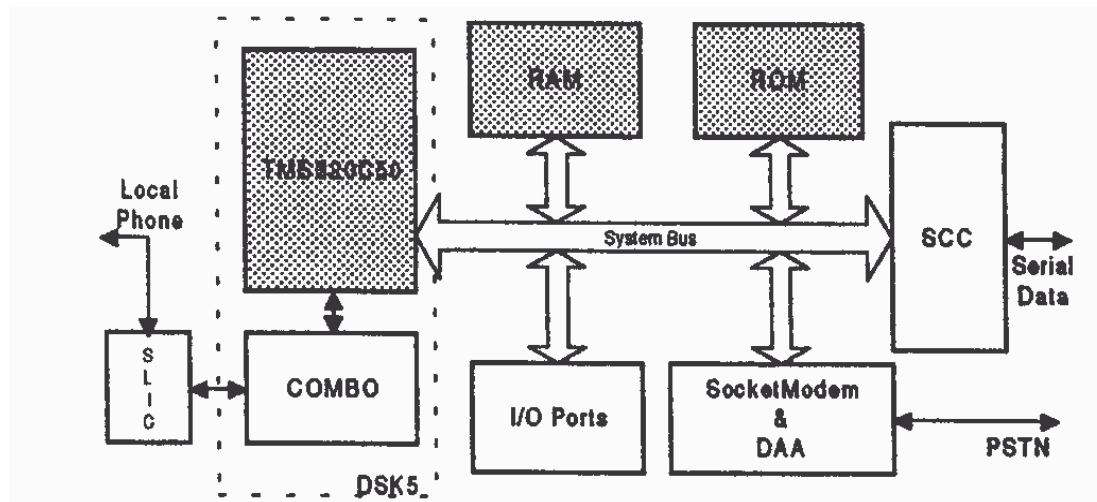 RAM
ROM
TMS320C50
Local
Phone
System Bus
SCC
Serial
Data
S
L
I
C
COMBO
I/O Ports
SocketModem
&
DAA
PSTN
DSK5